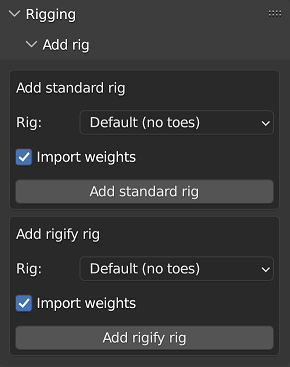 Rigging
Add rig
Add standard rig
Rig: Default (no toes)
Import weights
Add standard rig
Add rigify rig
Rig: Default (no toes)
Import weights
Add rigify rig